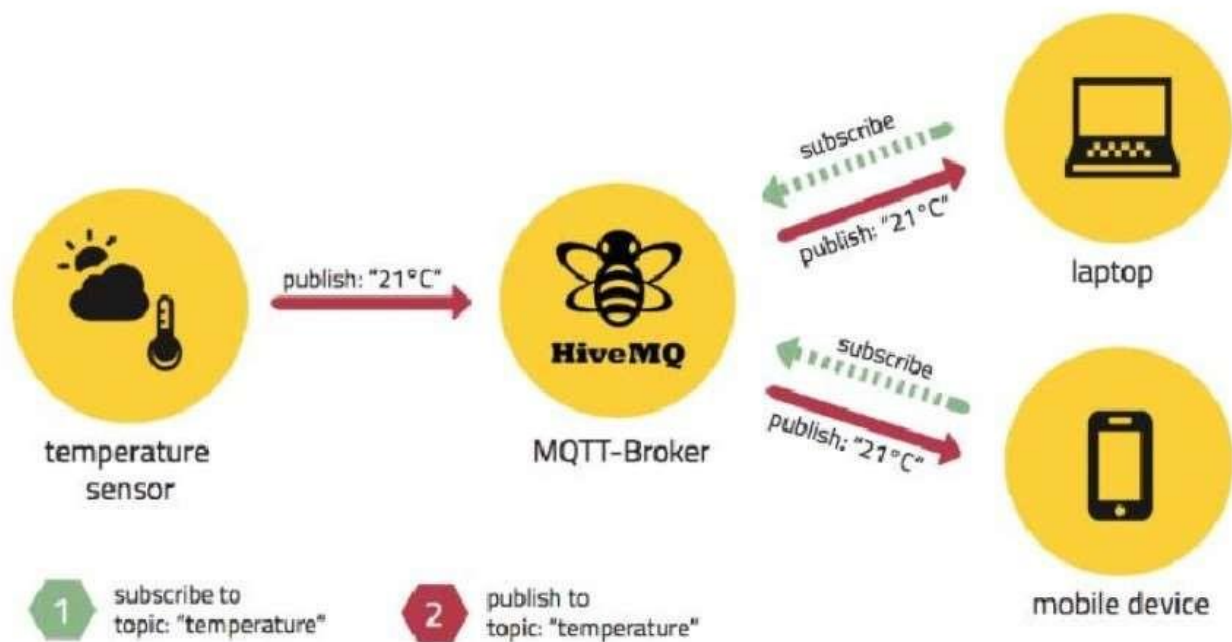 subscribe
publish: "21°C"
laptop
publish: "21°C"
HiveMQ
subscribe
publish: "21°C"
temperature
sensor
MQTT-Broker
mobile device
1
subscribe to
topic: "temperature"
2
publish to
topic: "temperature"